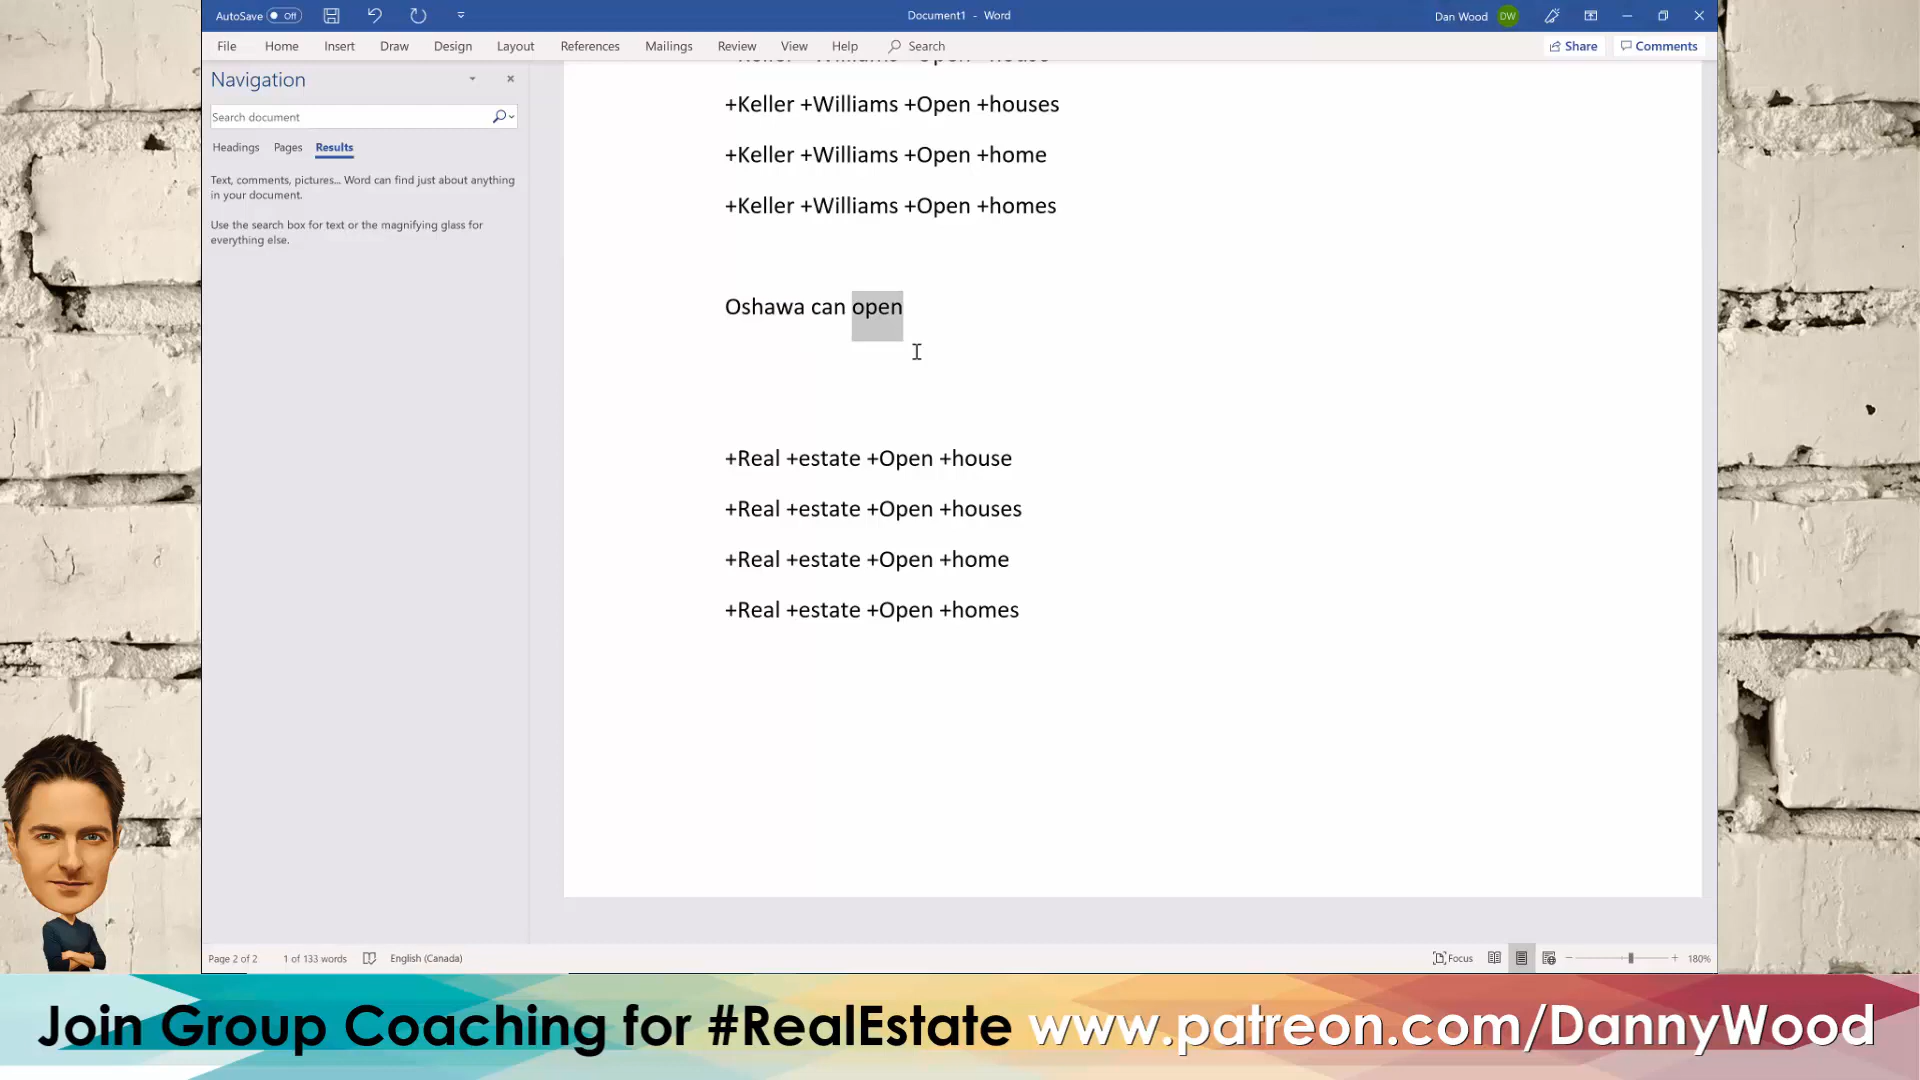 AutoSave Off
Document1 - Word
Dan Wood DW
File Home Insert Draw Design Layout References Mailings Review View Help Search
Share Comments
Navigation
Search document
Headings Pages Results
Text, comments, pictures... Word can find just about anything
in your document.
Use the search box for text or the magnifying glass for
everything else.
+Keller +Williams +Open +house
+Keller +Williams +Open +houses
+Keller +Williams +Open +home
+Keller +Williams +Open +homes
Oshawa can open
+Real +estate +Open +house
+Real +estate +Open +houses
+Real +estate +Open +home
+Real +estate +Open +homes
Page 2 of 2 1 of 133 words English (Canada)
Focus
180%
Join Group Coaching for #RealEstate www.patreon.com/DannyWood